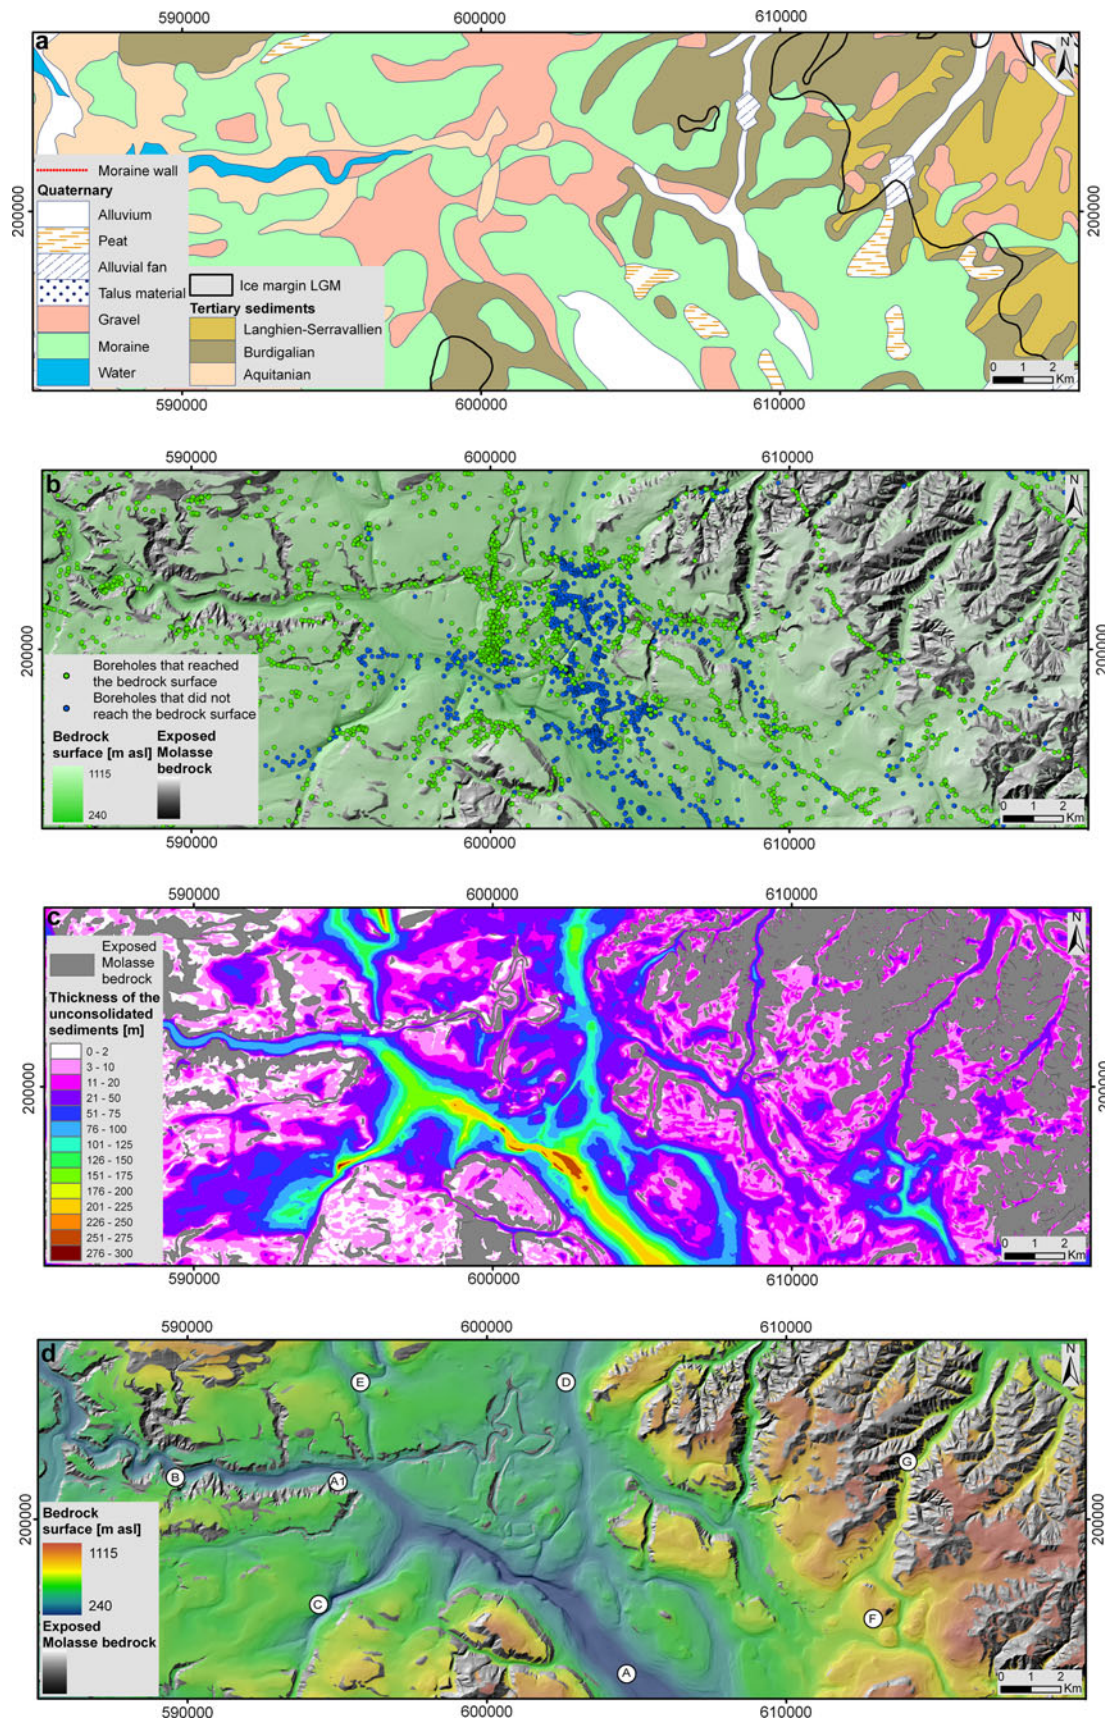 590000 600000 610000
a
N
200000
200000
Moraine wall
Quaternary
Alluvium
Peat
Alluvial fan
Talus material
Gravel
Moraine
Water
Ice margin LGM
Tertiary sediments
Langhien-Serravallien
Burdigalian
Aquitanian
0 1 2
Km
590000 600000 610000
590000 600000 610000
b
N
200000
200000
Boreholes that reached
the bedrock surface
Boreholes that did not
reach the bedrock surface
Bedrock
surface [m asl]
1115
240
Exposed
Molasse
bedrock
0 1 2
Km
590000 600000 610000
590000 600000 610000
c
N
200000
200000
Exposed
Molasse
bedrock
Thickness of the
unconsolidated
sediments [m]
0 - 2
3 - 10
11 - 20
21 - 50
51 - 75
76 - 100
101 - 125
126 - 150
151 - 175
176 - 200
201 - 225
226 - 250
251 - 275
276 - 300
0 1 2
Km
590000 600000 610000
590000 600000 610000
d
N
E
D
B
A1
G
200000
200000
C
F
A
Bedrock
surface [m asl]
1115
240
Exposed
Molasse bedrock
0 1 2
Km
590000 600000 610000